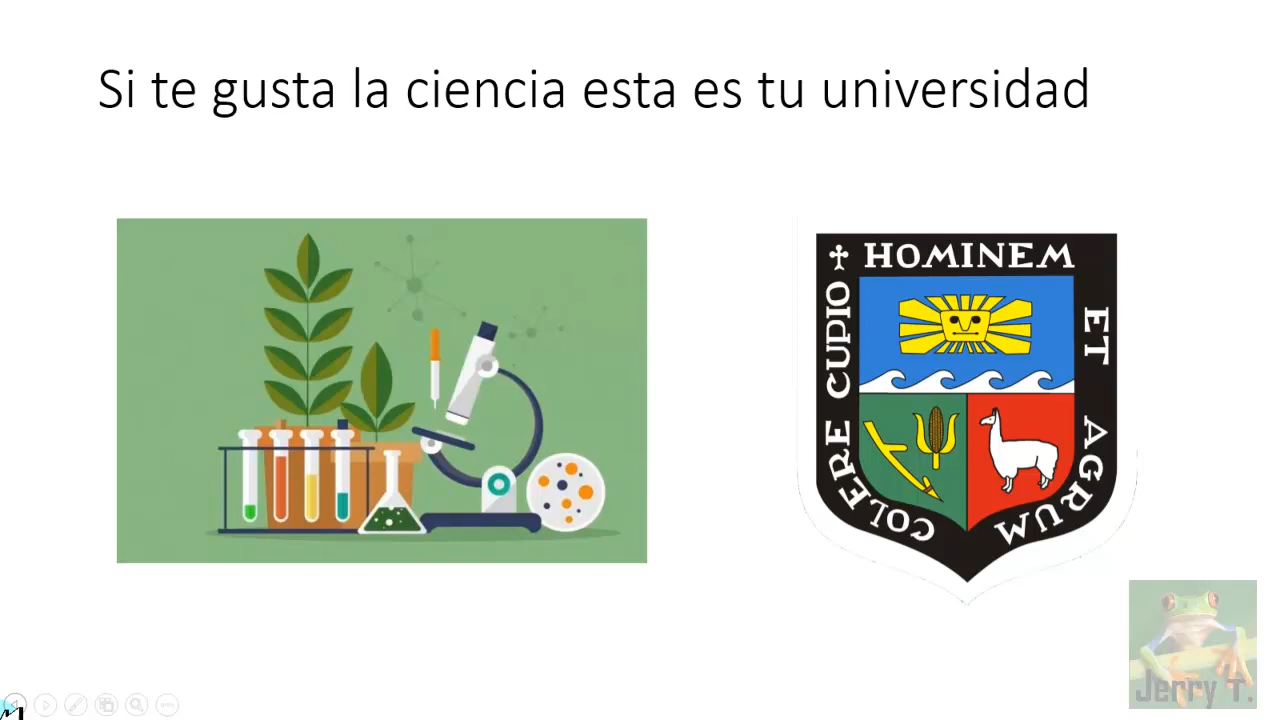 Si te gusta la ciencia esta es tu universidad
✝ HOMINEM
ET AGRUM
COLERE CUPIO
Jerry T.